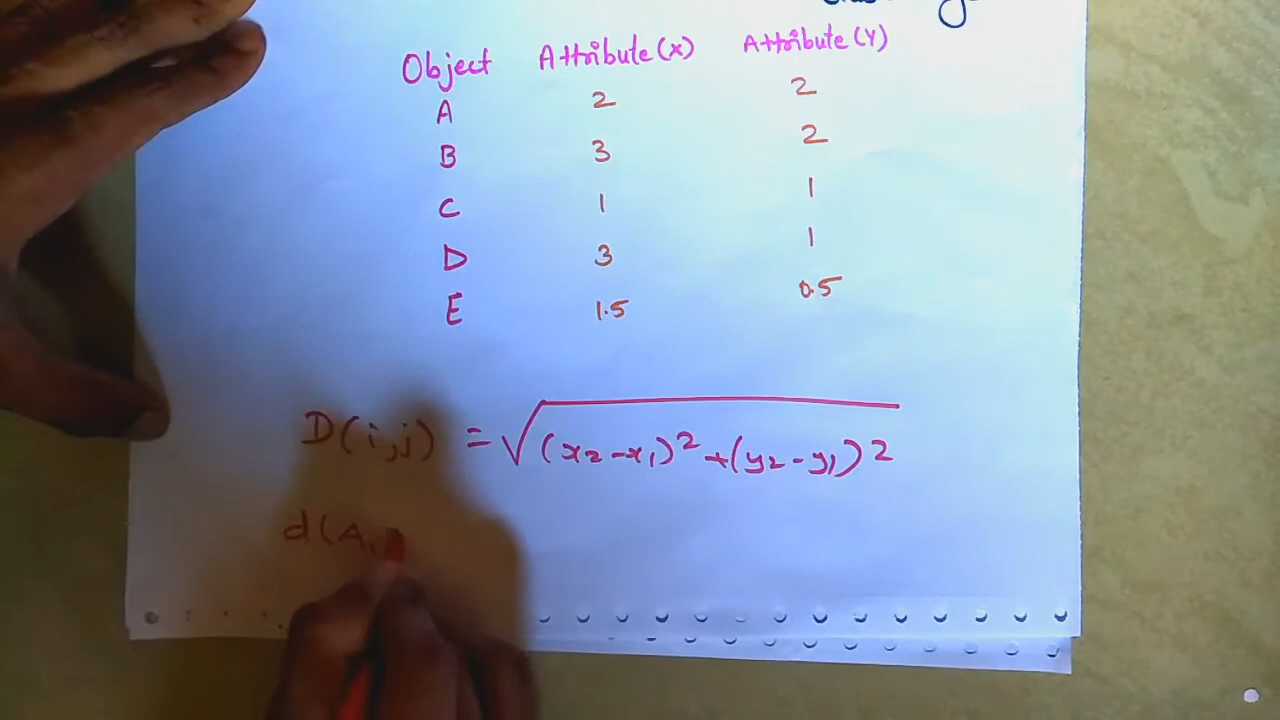 Object Attribute (X) Attribute (Y)
A 2 2
B 3 2
C 1 1
D 3 1
E 1.5 0.5
D(i,j) = √(x₂-x₁)² + (y₂-y₁)²
d(A,